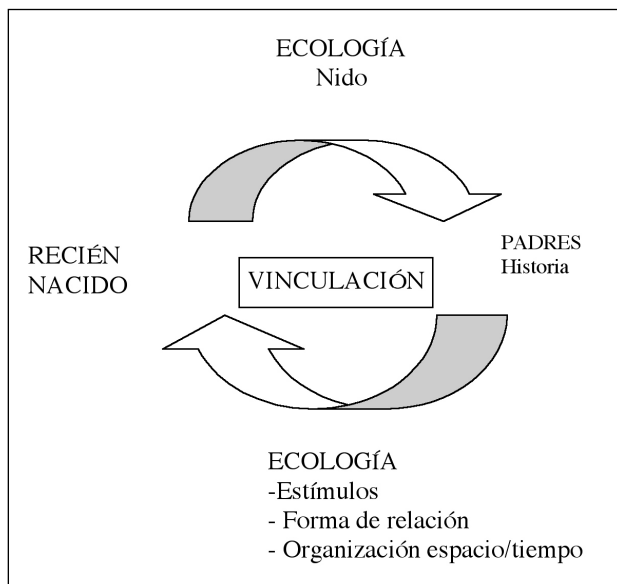 ECOLOGÍA
Nido
RECIÉN
NACIDO
VINCULACIÓN
PADRES
Historia
ECOLOGÍA
-Estímulos
- Forma de relación
- Organización espacio/tiempo